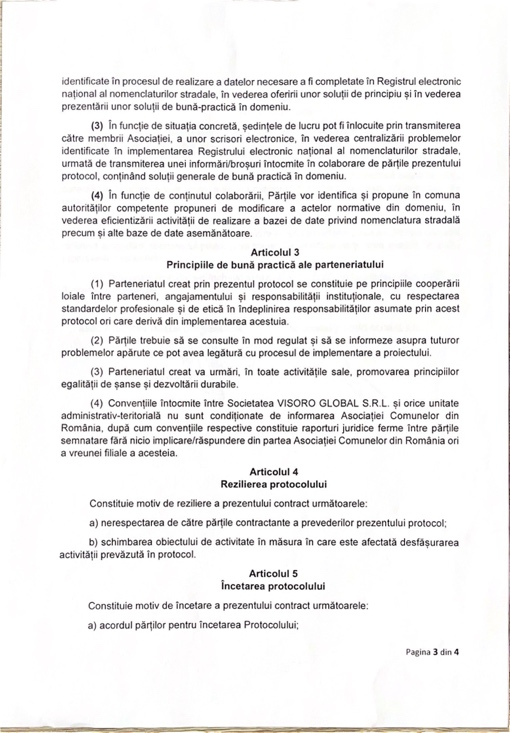 identificate în procesul de realizare a datelor necesare a fi completate în Registrul electronic
național al nomenclaturilor stradale, în vederea oferirii unor soluții de principiu și în vederea
prezentării unor soluții de bună-practică în domeniu.
(3) În funcție de situația concretă, ședințele de lucru pot fi înlocuite prin transmiterea
către membrii Asociației, a unor scrisori electronice, în vederea centralizării problemelor
identificate în implementarea Registrului electronic național al nomenclaturilor stradale,
urmată de transmiterea unei informări/broșuri întocmite în colaborare de părțile prezentului
protocol, conținând soluții generale de bună practică în domeniu.
(4) În funcție de conținutul colaborării, Părțile vor identifica și propune în comuna
autorităților competente propuneri de modificare a actelor normative din domeniu, în
vederea eficientizării activității de realizare a bazei de date privind nomenclatura stradală
precum și alte baze de date asemănătoare.
Articolul 3
Principiile de bună practică ale parteneriatului
(1) Parteneriatul creat prin prezentul protocol se constituie pe principiile cooperării
loiale între parteneri, angajamentului și responsabilității instituționale, cu respectarea
standardelor profesionale și de etică în îndeplinirea responsabilităților asumate prin acest
protocol ori care derivă din implementarea acestuia.
(2) Părțile trebuie să se consulte în mod regulat și să se informeze asupra tuturor
problemelor apărute ce pot avea legătură cu procesul de implementare a proiectului.
(3) Parteneriatul creat va urmări, în toate activitățile sale, promovarea principiilor
egalității de șanse și dezvoltării durabile.
(4) Convențiile întocmite între Societatea VISORO GLOBAL S.R.L. și orice unitate
administrativ-teritorială nu sunt condiționate de informarea Asociației Comunelor din
România, după cum convențiile respective constituie raporturi juridice ferme între părțile
semnatare fără nicio implicare/răspundere din partea Asociației Comunelor din România ori
a vreunei filiale a acesteia.
Articolul 4
Rezilierea protocolului
Constituie motiv de reziliere a prezentului contract următoarele:
a) nerespectarea de către părțile contractante a prevederilor prezentului protocol;
b) schimbarea obiectului de activitate în măsura în care este afectată desfășurarea
activității prevăzută în protocol.
Articolul 5
Încetarea protocolului
Constituie motiv de încetare a prezentului contract următoarele:
a) acordul părților pentru încetarea Protocolului;
Pagina 3 din 4